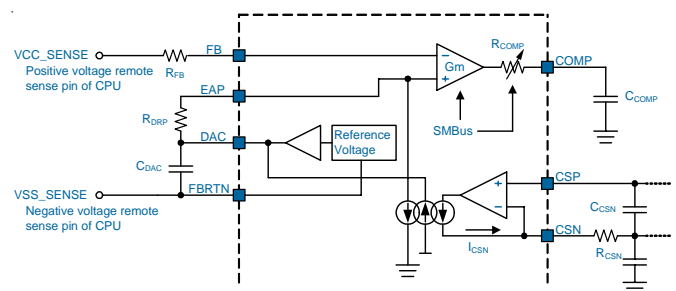 VCC_SENSE
Positive voltage remote
sense pin of CPU
RFB
FB
EAP
RDRP
DAC
CDAC
VSS_SENSE
Negative voltage remote
sense pin of CPU
FBRTN
Reference
Voltage
Gm
RCOMP
COMP
CCOMP
SMBus
CSP
CCSN
CSN
RCSN
ICSN